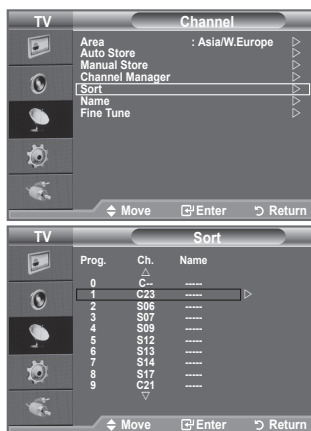 TV Channel
Area : Asia/W.Europe
Auto Store
Manual Store
Channel Manager
Sort
Name
Fine Tune
Move Enter Return
TV Sort
Prog. Ch. Name
0 C-- -----
1 C23 -----
2 S06 -----
3 S07 -----
4 S09 -----
5 S12 -----
6 S13 -----
7 S14 -----
8 S17 -----
9 C21 -----
Move Enter Return